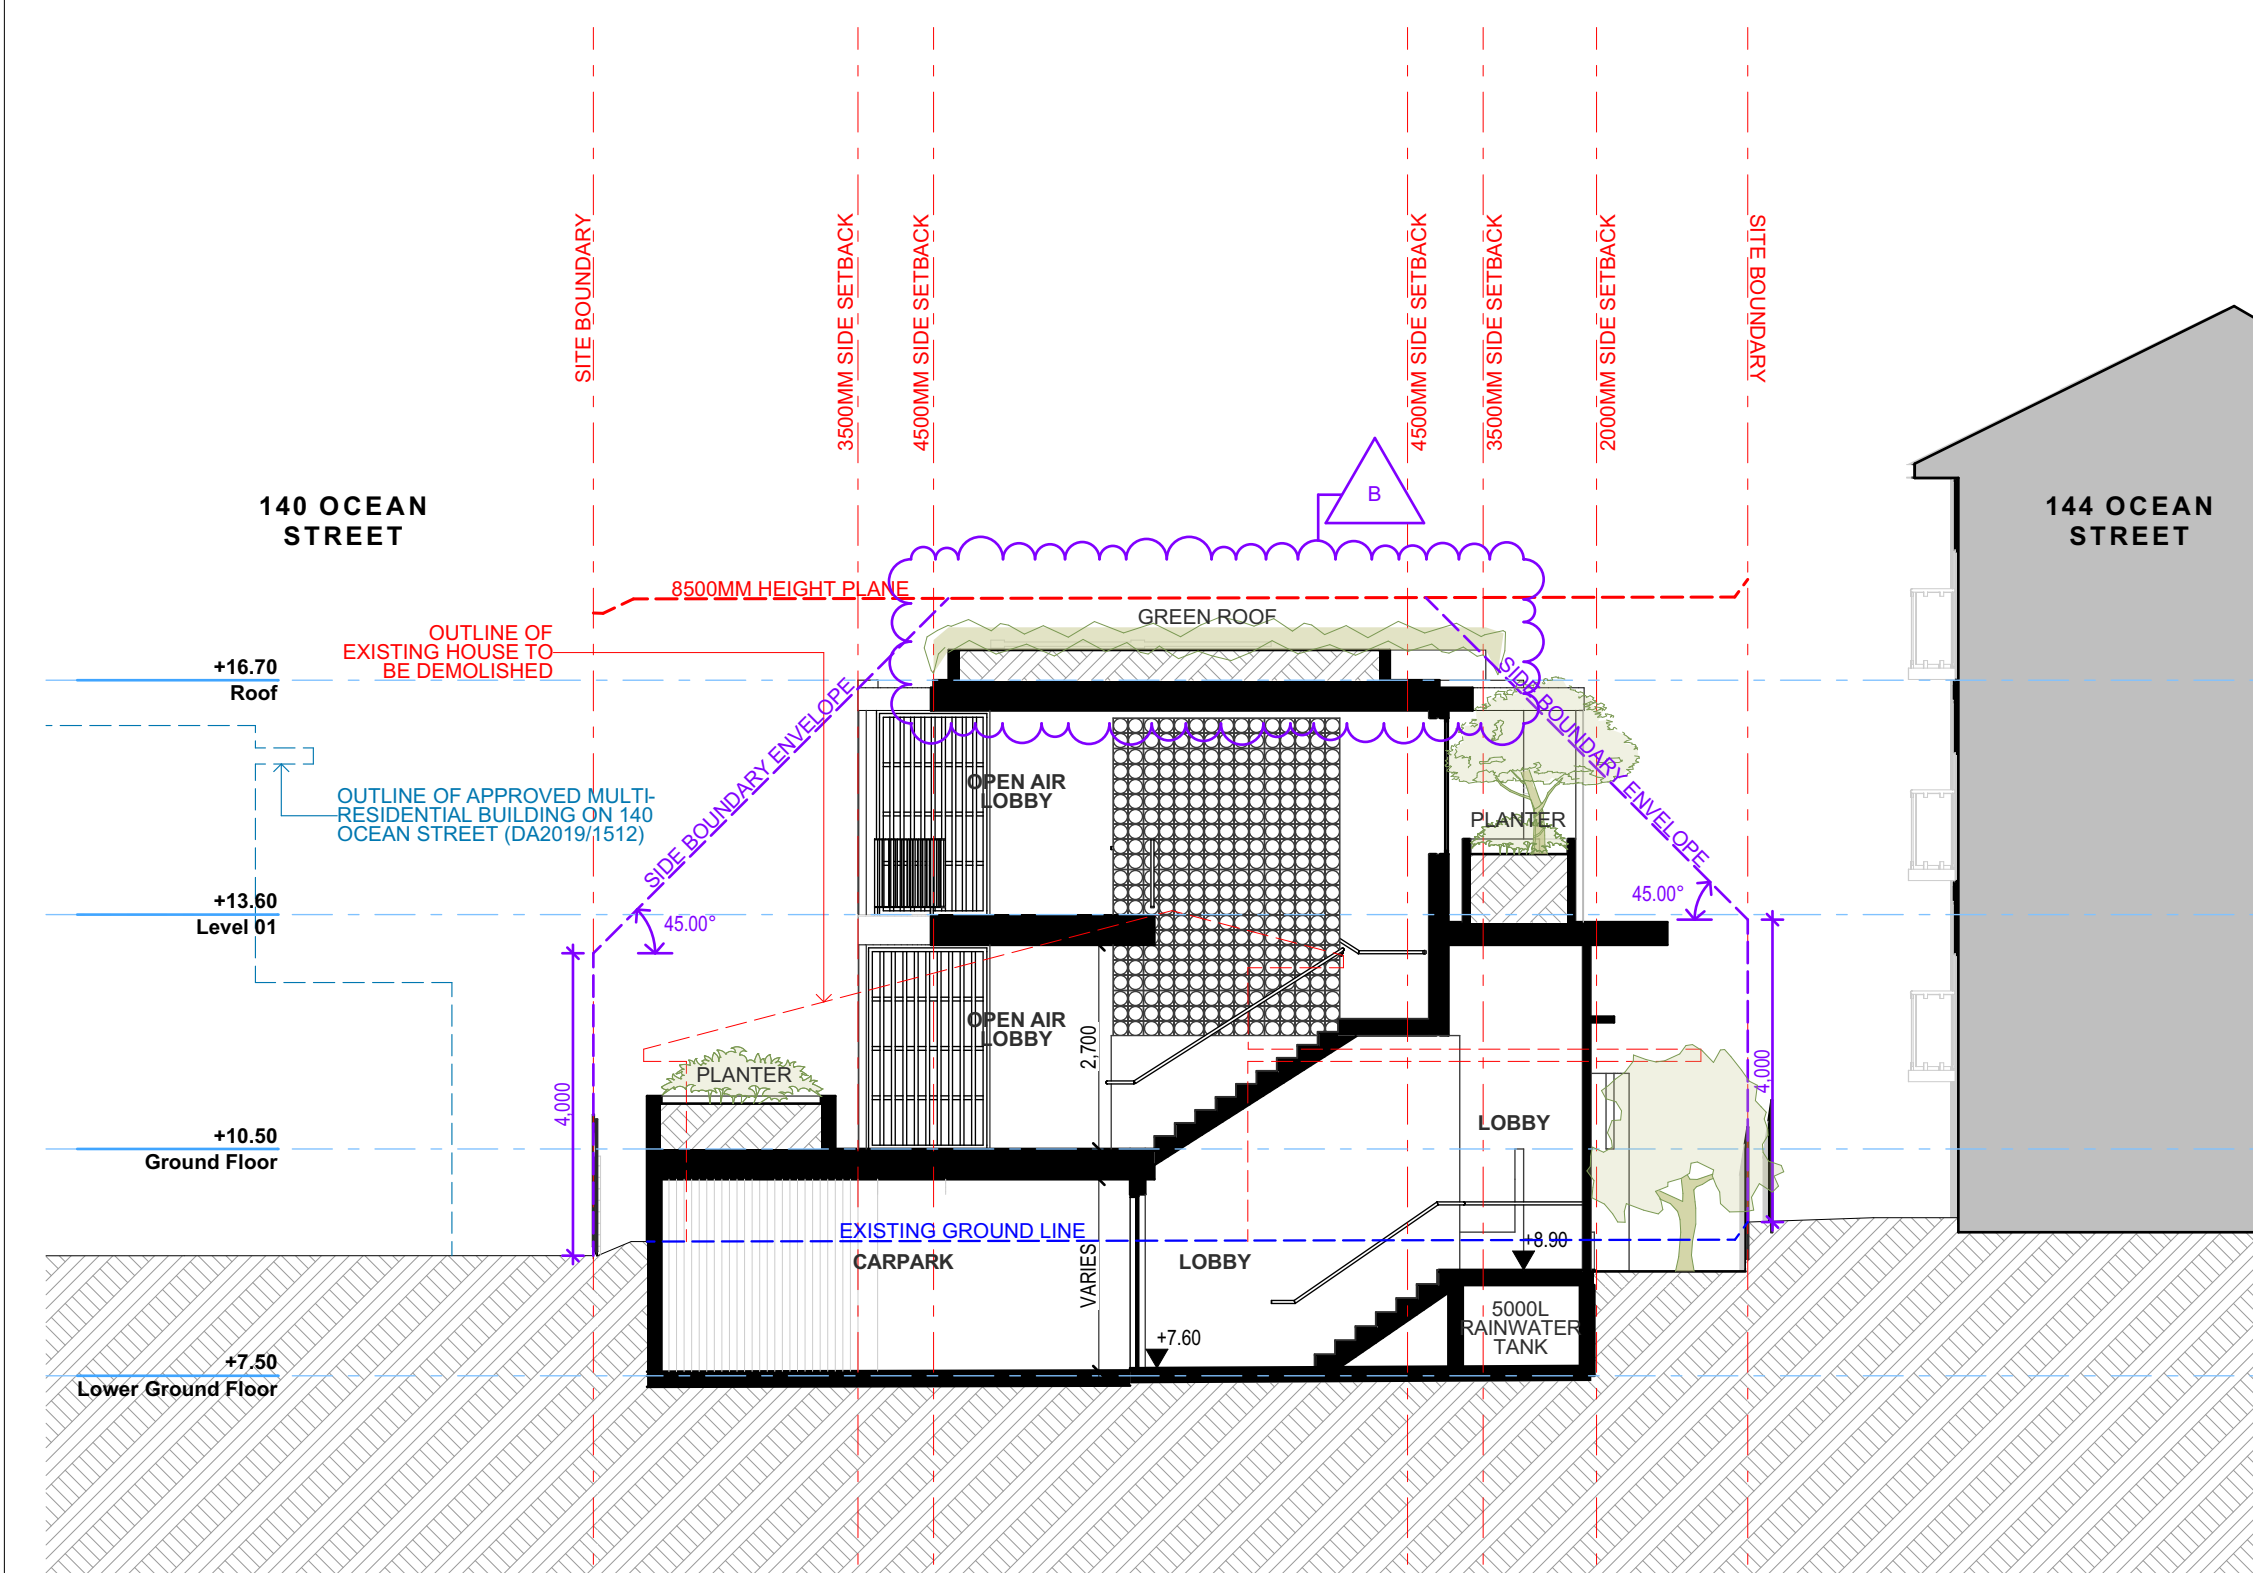 SITE BOUNDARY
3500MM SIDE SETBACK
4500MM SIDE SETBACK
4500MM SIDE SETBACK
3500MM SIDE SETBACK
2000MM SIDE SETBACK
SITE BOUNDARY
140 OCEAN
STREET
B
144 OCEAN
STREET
8500MM HEIGHT PLANE
GREEN ROOF
OUTLINE OF
EXISTING HOUSE TO
BE DEMOLISHED
+16.70
Roof
SIDE BOUNDARY ENVELOPE
SIDE BOUNDARY ENVELOPE
OPEN AIR
LOBBY
OUTLINE OF APPROVED MULTI-
RESIDENTIAL BUILDING ON 140
OCEAN STREET (DA2019/1512)
PLANTER
+13.60
Level 01
45.00°
45.00°
OPEN AIR
LOBBY
2,700
PLANTER
4,000
4,000
LOBBY
+10.50
Ground Floor
EXISTING GROUND LINE
CARPARK
VARIES
LOBBY
+8.90
5000L
RAINWATER
TANK
+7.60
+7.50
Lower Ground Floor